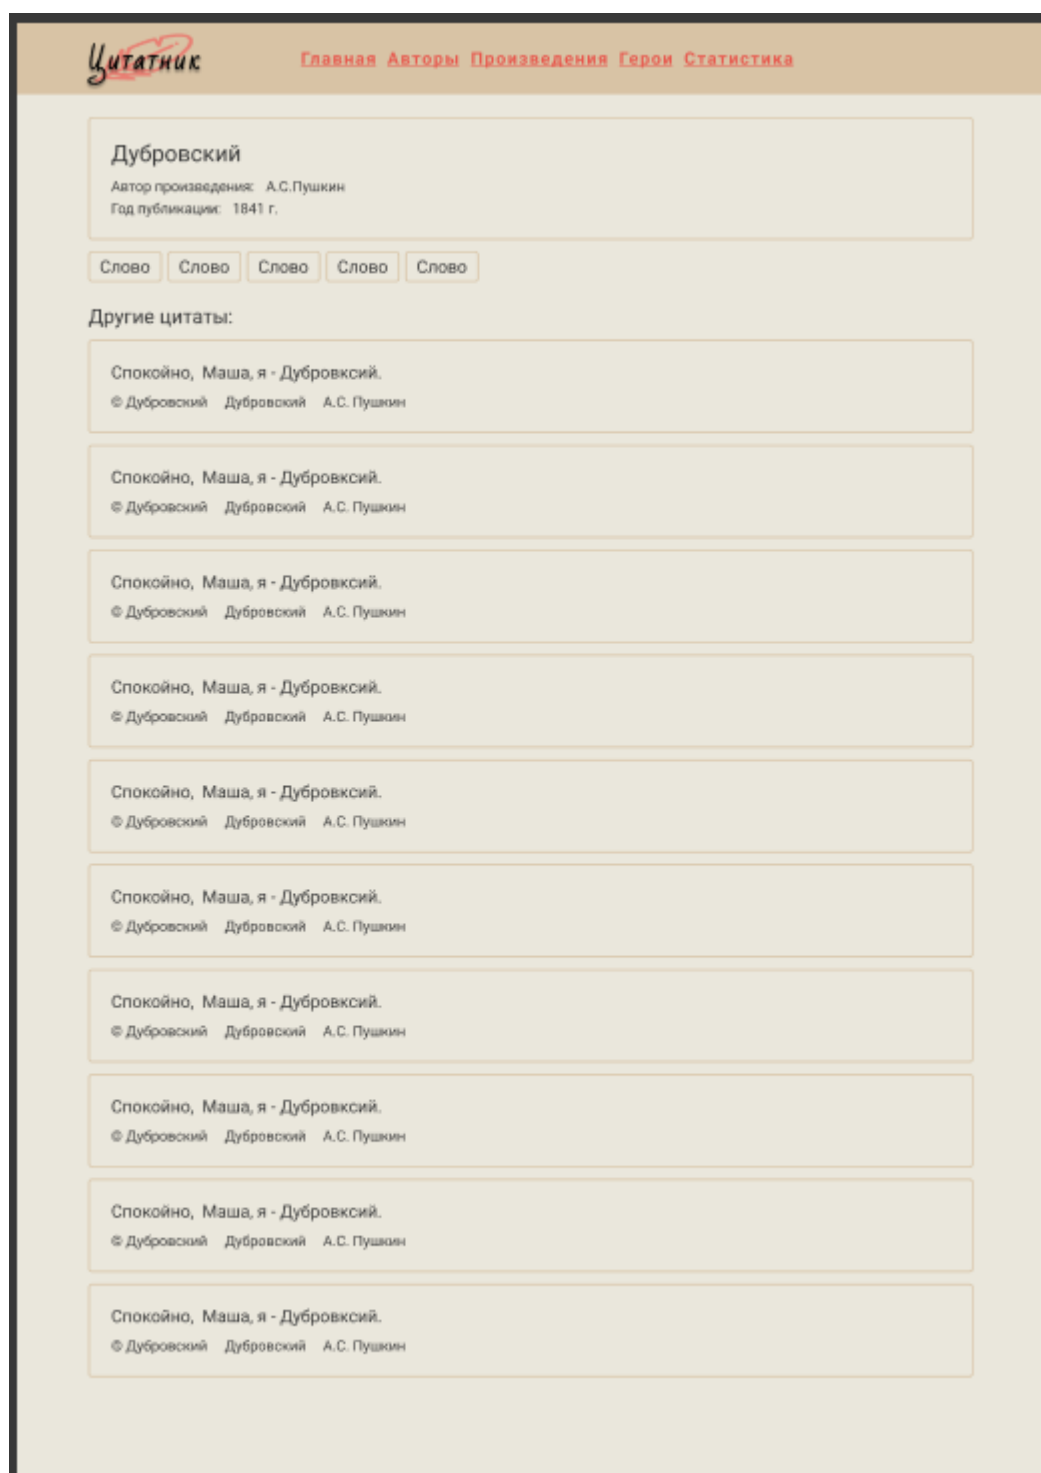 Цитатник
Главная Авторы Произведения Герои Статистика
Дубровский
Автор произведения: А.С.Пушкин
Год публикации: 1841 г.
Слово Слово Слово Слово Слово
Другие цитаты:
Спокойно, Маша, я - Дубровксий.
© Дубровский Дубровский А.С. Пушкин
Спокойно, Маша, я - Дубровксий.
© Дубровский Дубровский А.С. Пушкин
Спокойно, Маша, я - Дубровксий.
© Дубровский Дубровский А.С. Пушкин
Спокойно, Маша, я - Дубровксий.
© Дубровский Дубровский А.С. Пушкин
Спокойно, Маша, я - Дубровксий.
© Дубровский Дубровский А.С. Пушкин
Спокойно, Маша, я - Дубровксий.
© Дубровский Дубровский А.С. Пушкин
Спокойно, Маша, я - Дубровксий.
© Дубровский Дубровский А.С. Пушкин
Спокойно, Маша, я - Дубровксий.
© Дубровский Дубровский А.С. Пушкин
Спокойно, Маша, я - Дубровксий.
© Дубровский Дубровский А.С. Пушкин
Спокойно, Маша, я - Дубровксий.
© Дубровский Дубровский А.С. Пушкин